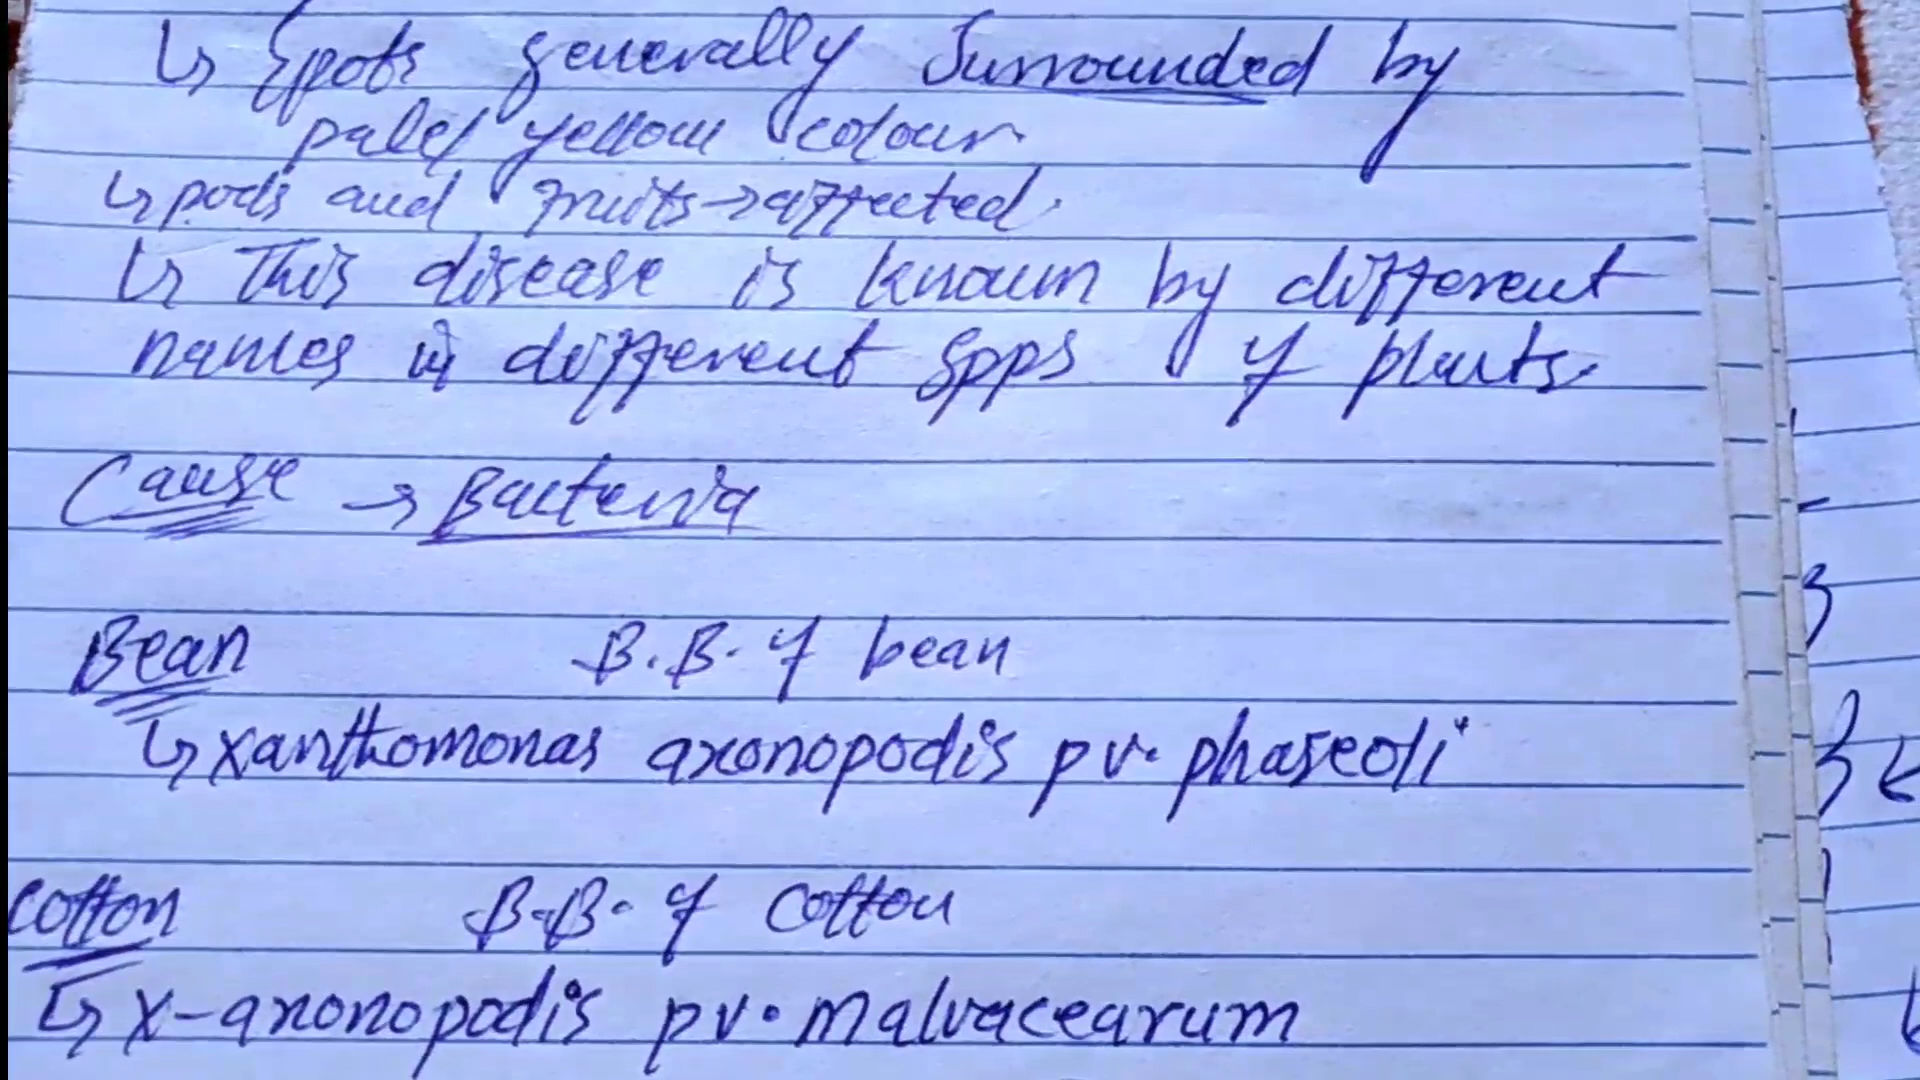 ↳ Spots generally Surrounded by
pale yellow colour
↳ pods and fruits → affected.
↳ This disease is known by different
names in different Spps of plants.
Cause → Bacteria
Bean B.B. of bean
↳ Xanthomonas axonopodis pv. phaseoli
Cotton B.B. of Cotton
↳ X-axonopodis pv. malvacearum